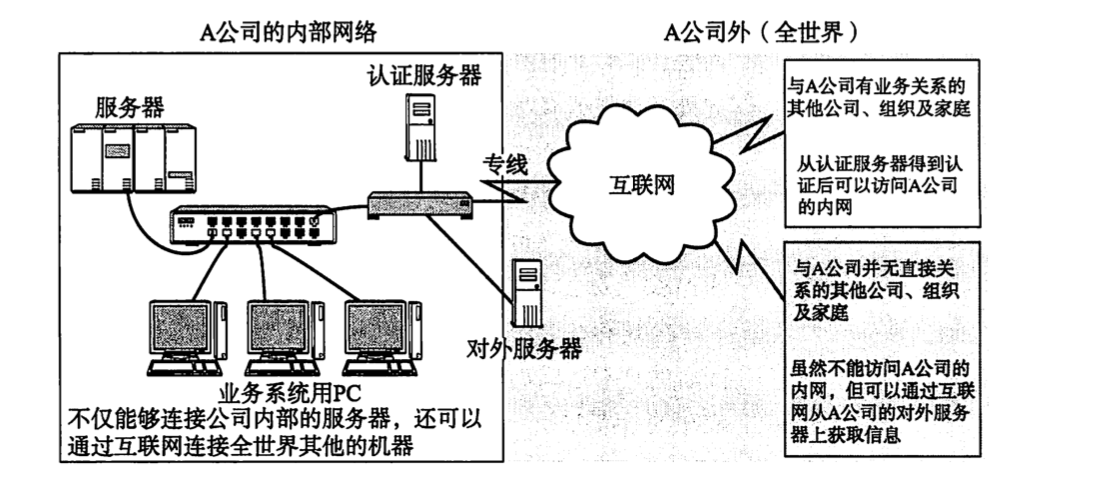 A公司的内部网络
A公司外（全世界）
认证服务器
服务器
专线
互联网
对外服务器
业务系统用PC
不仅能够连接公司内部的服务器，还可以
通过互联网连接全世界其他的机器
与A公司有业务关系的
其他公司、组织及家庭
从认证服务器得到认
证后可以访问A公司
的内网
与A公司并无直接关
系的其他公司、组织
及家庭
虽然不能访问A公司的
内网，但可以通过互联
网从A公司的对外服务
器上获取信息